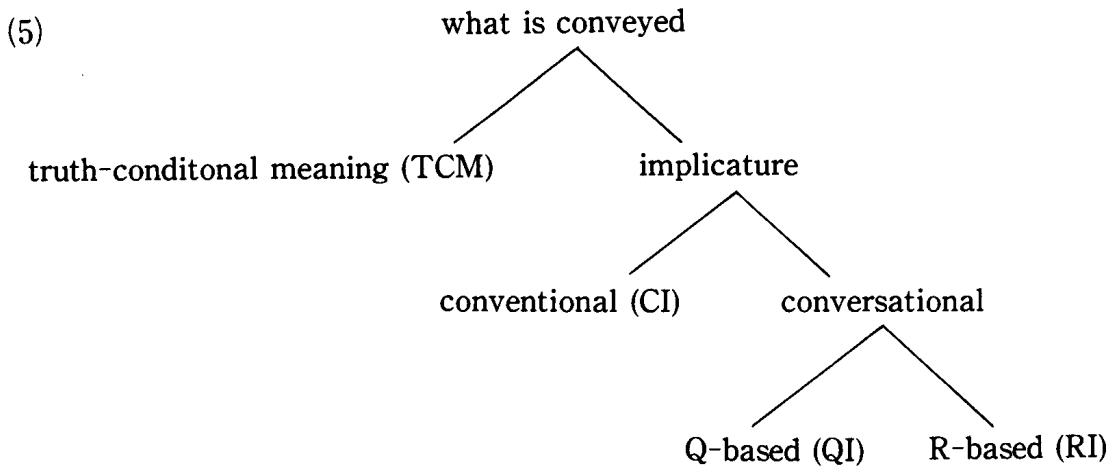 (5) what is conveyed
truth-conditonal meaning (TCM) implicature
conventional (CI) conversational
Q-based (QI) R-based (RI)